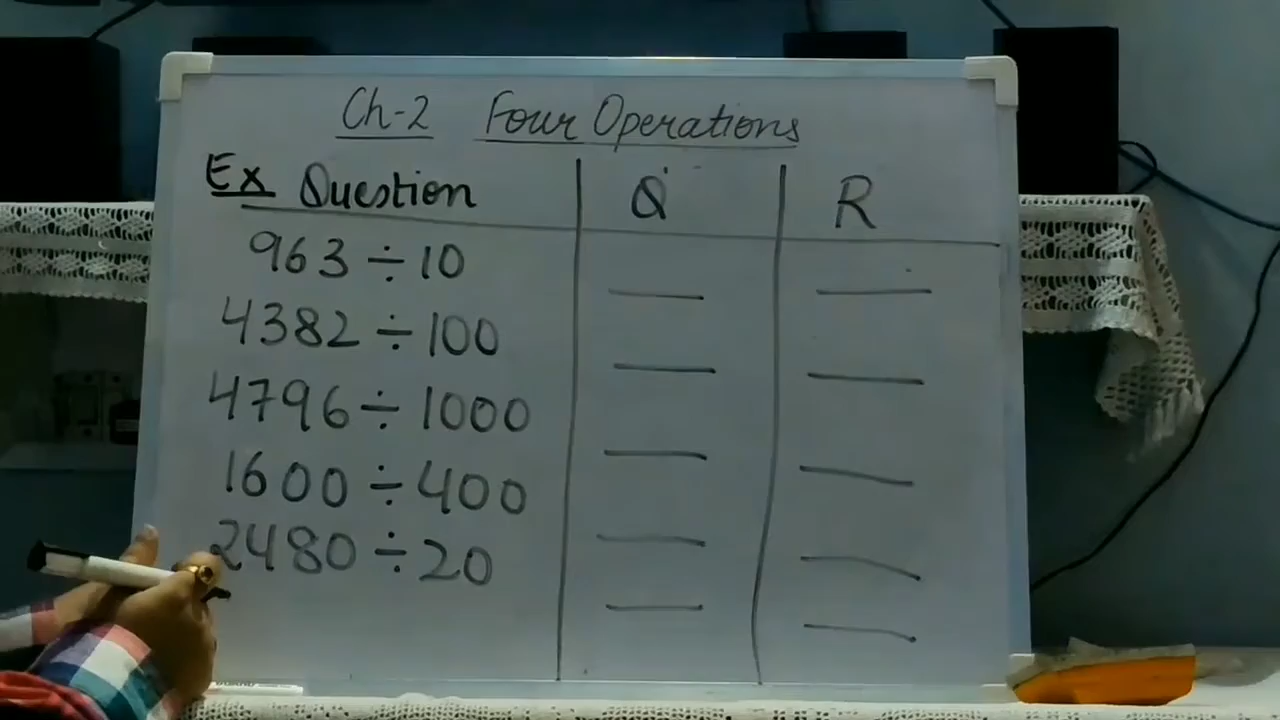 Ch-2 Four Operations
Ex Question Q R
963 ÷ 10
4382 ÷ 100
4796 ÷ 1000
1600 ÷ 400
2480 ÷ 20